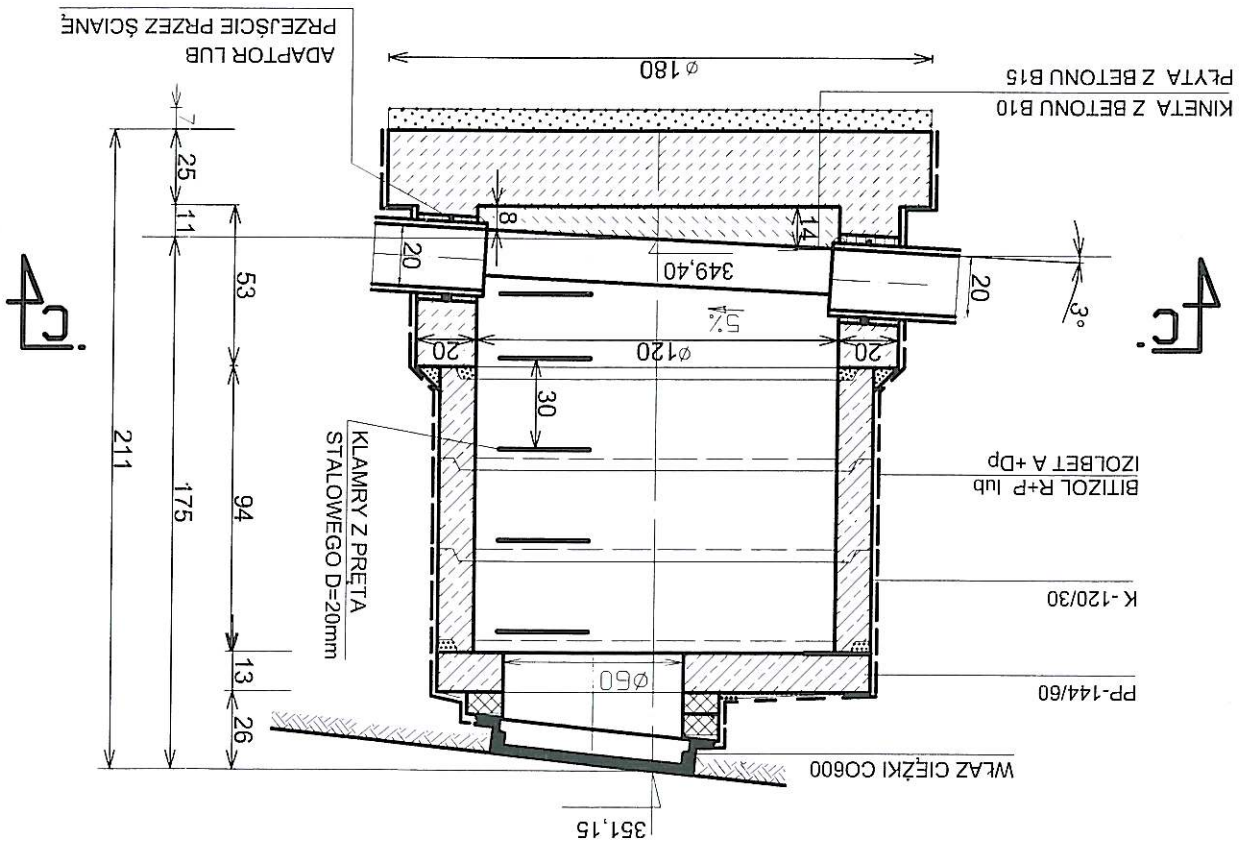 351,15
WŁAZ CIĘŻKI CO600
PP-144/60
K-120/30
BITIZOL R+P lub
IZOLBET A + Dp
KLAMRY Z PRĘTA
STALOWEGO D=20mm
Ø60
30
20
Ø120
20
5%
349,40
20
20
3°
14
8
C
C
26
13
94
53
11
25
7
175
211
KINETA Z BETONU B10
PŁYTA Z BETONU B15
ADAPTOR LUB
PRZEJŚCIE PRZEZ ŚCIANĘ
Ø180